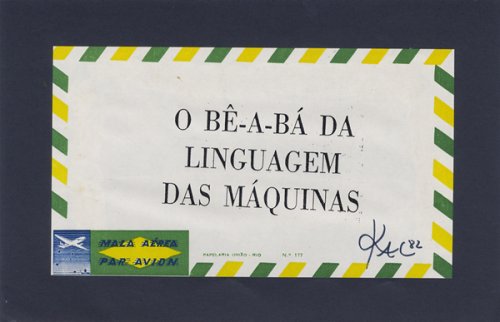 O BÊ-A-BÁ DA
LINGUAGEM
DAS MÁQUINAS
KAC 82
MALA AÉREA
PAR AVION
PAPELARIA UNIÃO - RIO N.º 177